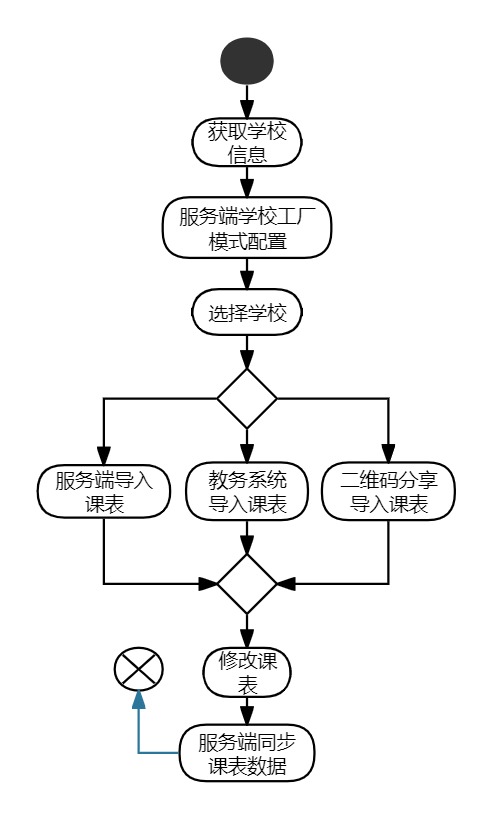 获取学校
信息
服务端学校工厂
模式配置
选择学校
服务端导入
课表
教务系统
导入课表
二维码分享
导入课表
修改课
表
服务端同步
课表数据